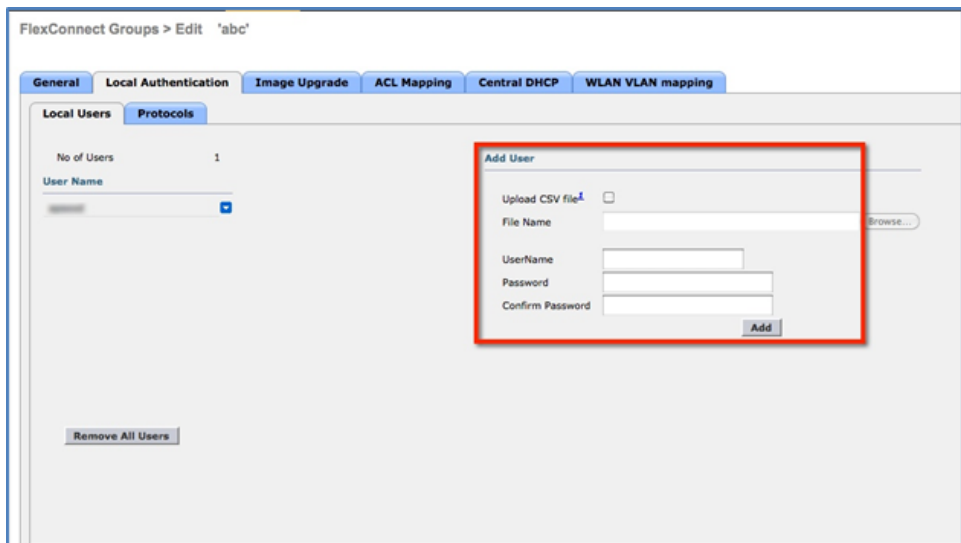 FlexConnect Groups > Edit 'abc'
General Local Authentication Image Upgrade ACL Mapping Central DHCP WLAN VLAN mapping
Local Users Protocols
No of Users 1
User Name
Add User
Upload CSV file1
File Name Browse...
UserName
Password
Confirm Password
Add
Remove All Users